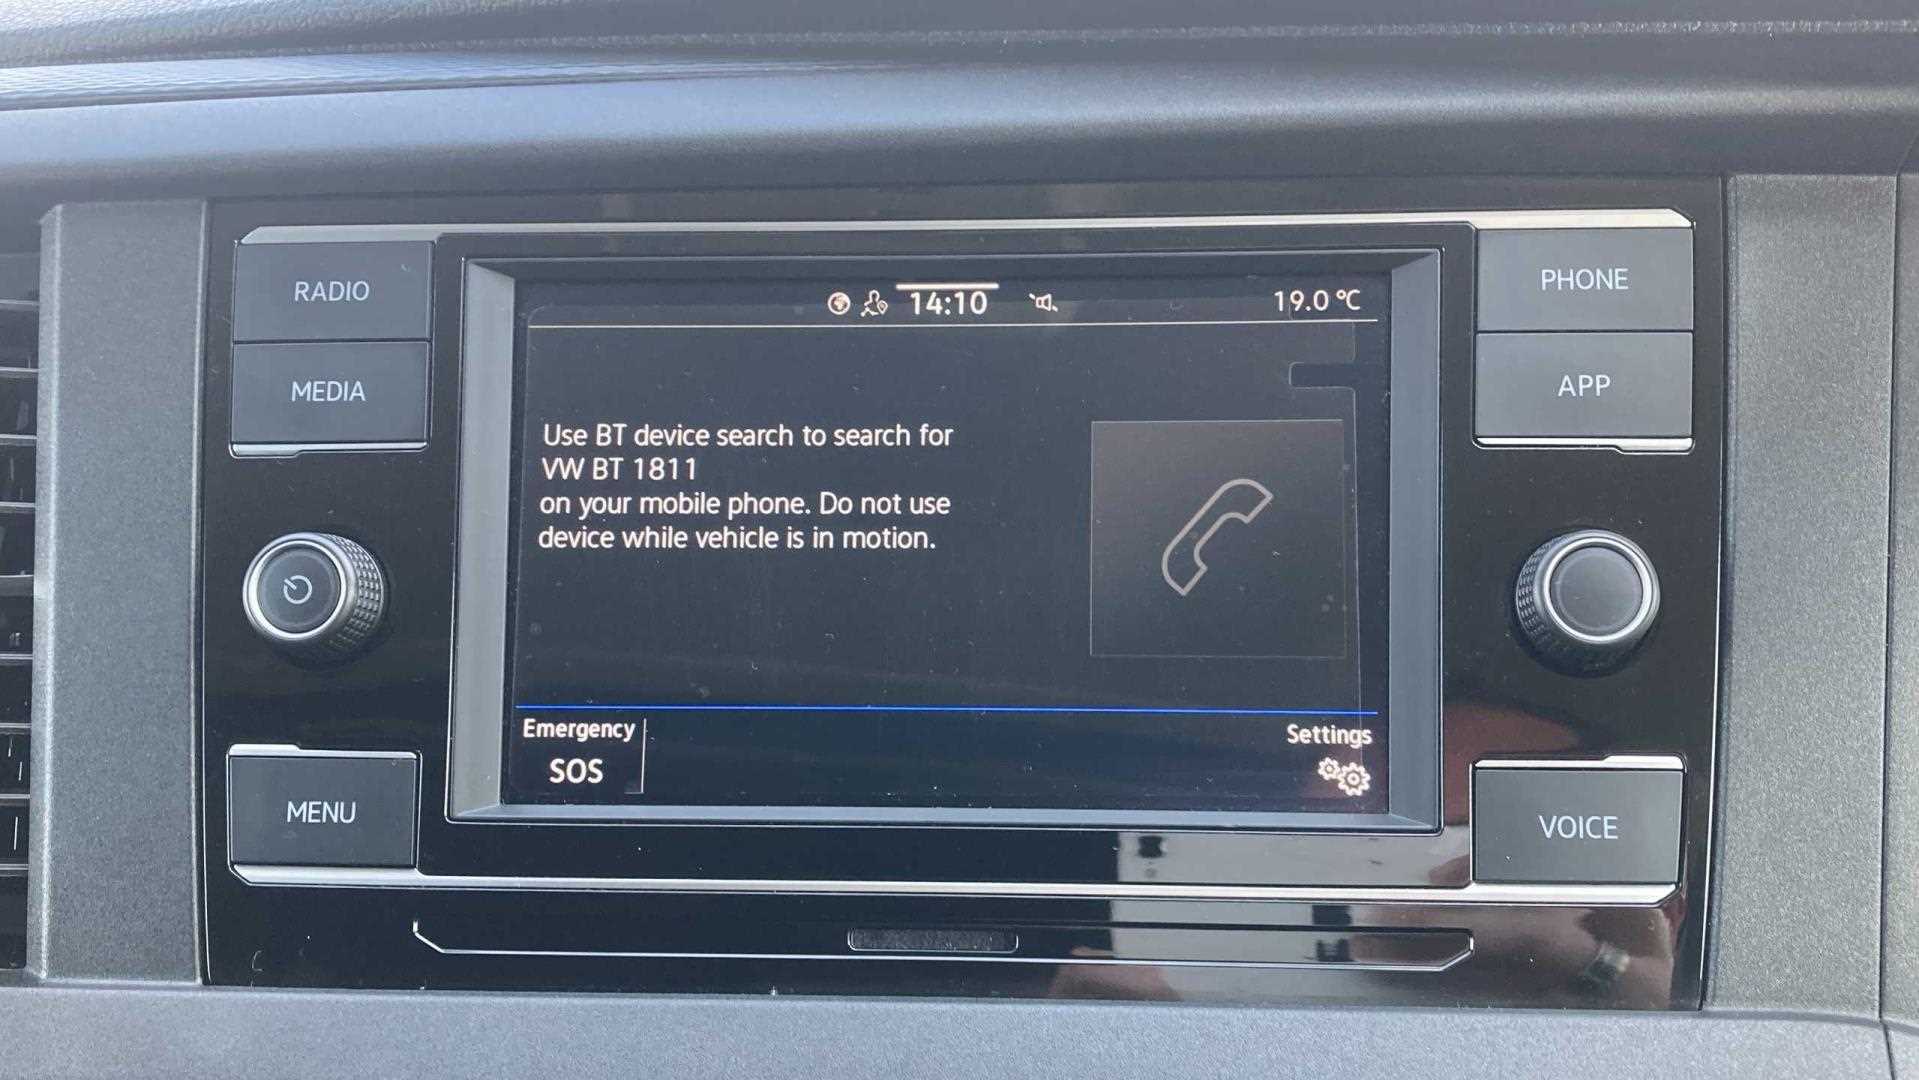 RADIO
MEDIA
MENU
14:10
19.0 °C
Use BT device search to search for
VW BT 1811
on your mobile phone. Do not use
device while vehicle is in motion.
Emergency
SOS
Settings
PHONE
APP
VOICE